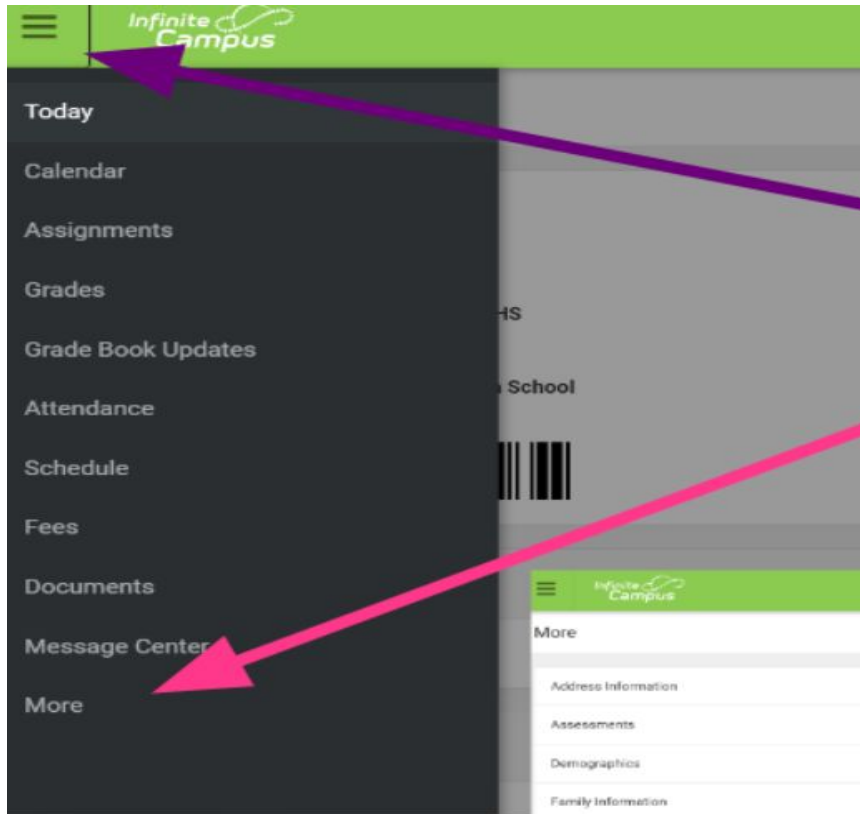 Infinite
Campus
Today
Calendar
Assignments
Grades
Grade Book Updates
Attendance
Schedule
Fees
Documents
Message Center
More
HS
School
Infinite
Campus
More
Address Information
Assessments
Demographics
Family Information